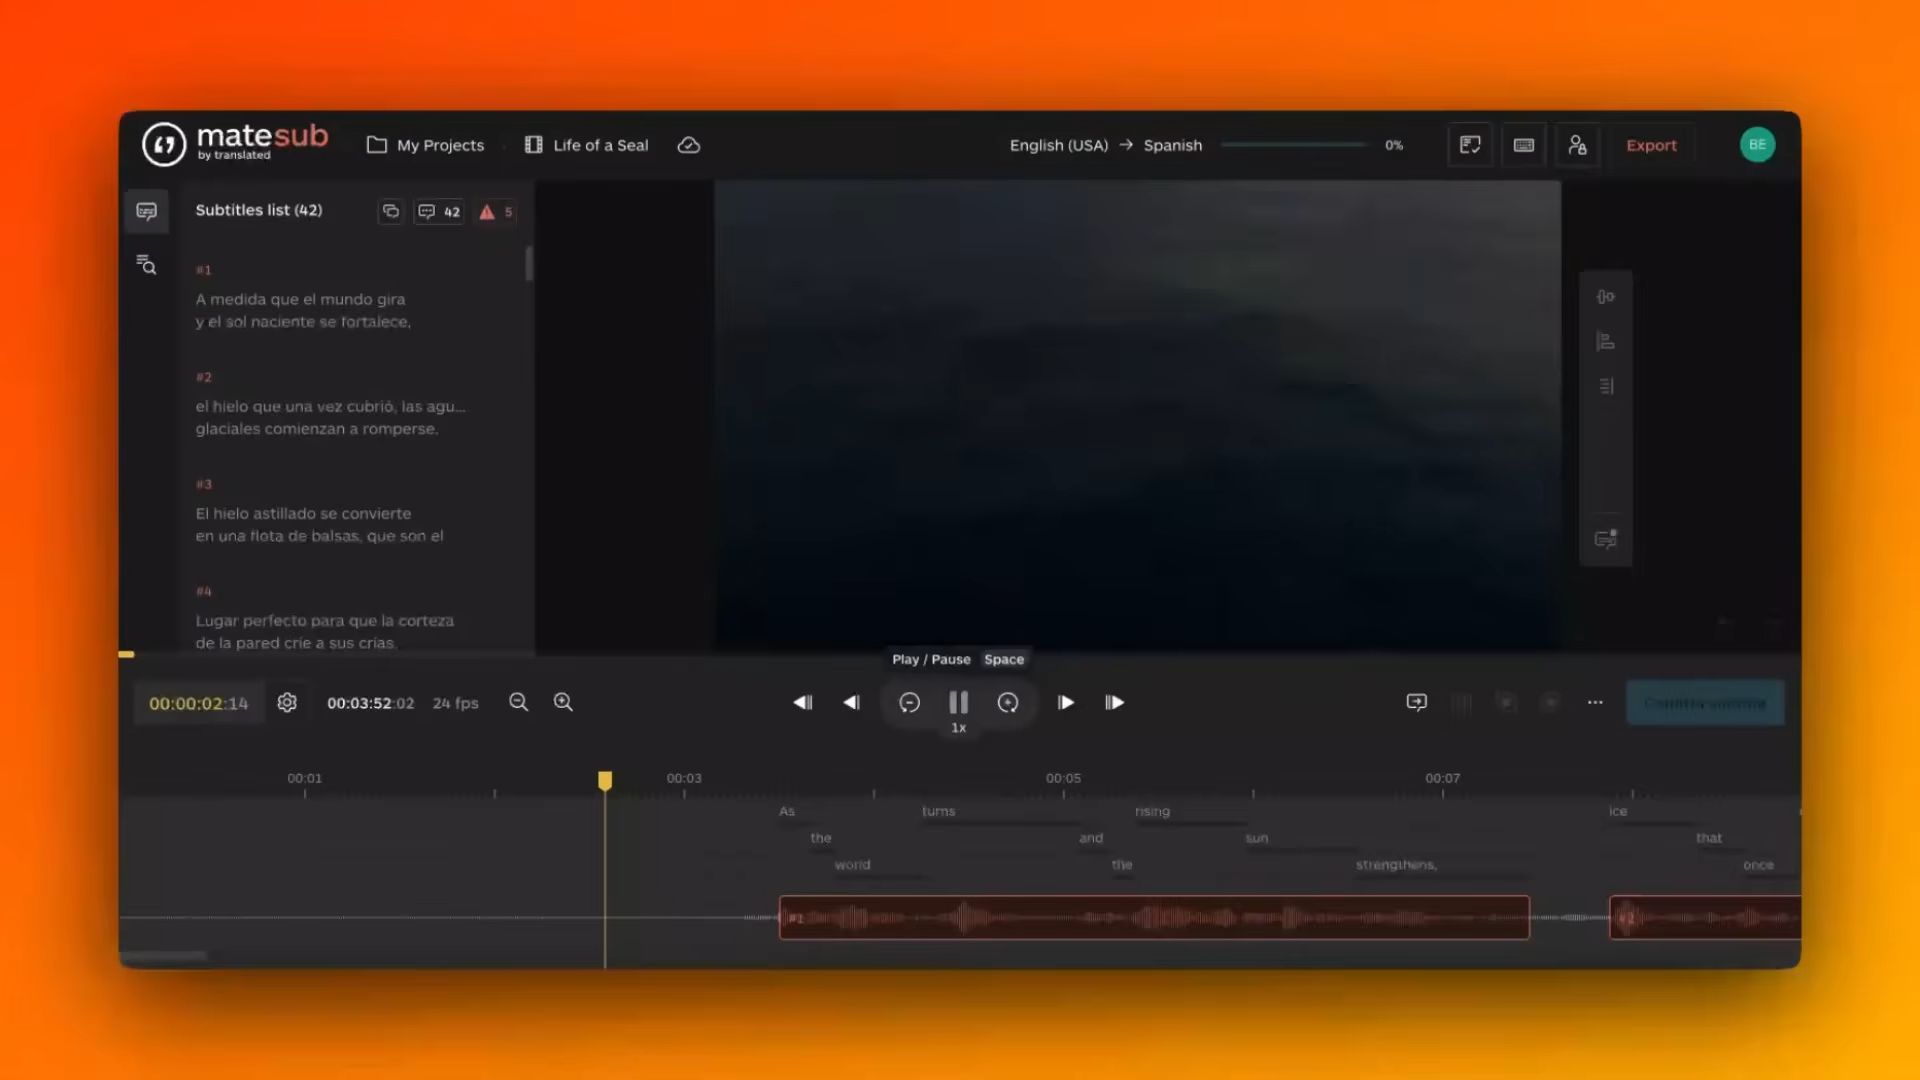 matesub
by translated
My Projects
Life of a Seal
English (USA) → Spanish
0%
Export
BE
Subtitles list (42)
42
5
#1
A medida que el mundo gira
y el sol naciente se fortalece,
#2
el hielo que una vez cubrió, las agu...
glaciales comienzan a romperse.
#3
El hielo astillado se convierte
en una flota de balsas, que son el
#4
Lugar perfecto para que la corteza
de la pared críe a sus crías.
Play / Pause Space
00:00:02:14
00:03:52:02
24 fps
1x
00:01
00:03
00:05
00:07
As
turns
rising
ice
the
and
sun
that
world
the
strengthens,
once
#1
#2